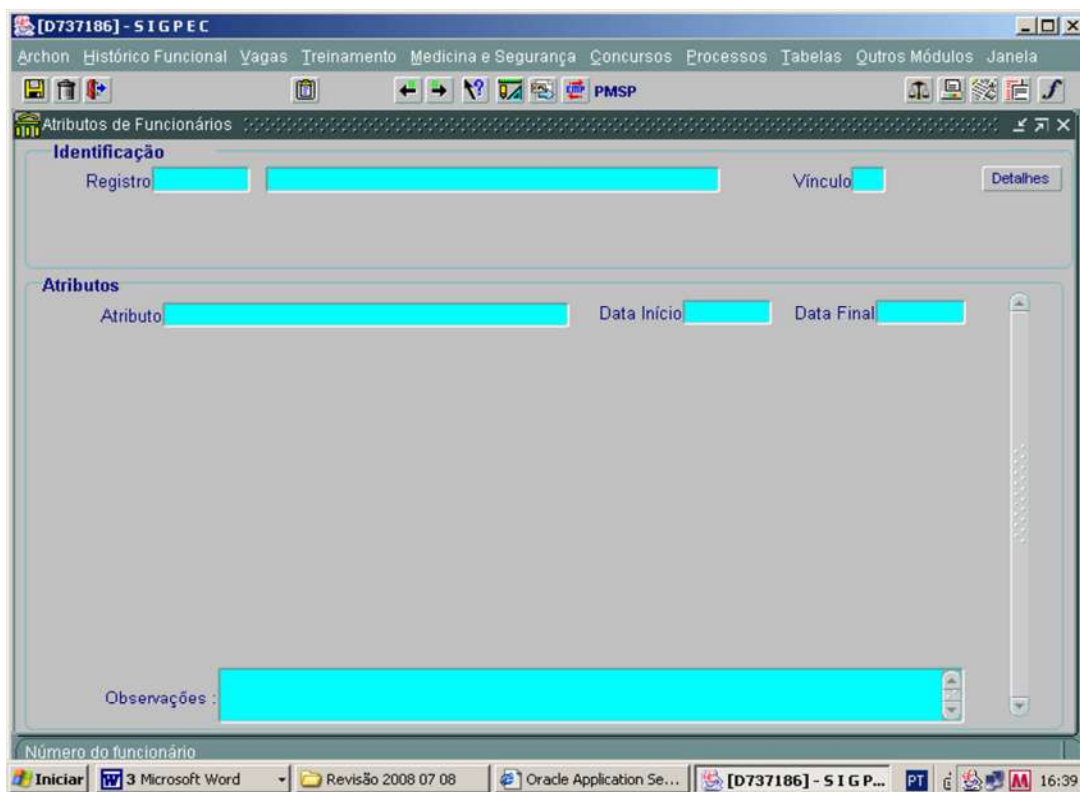 [D737186] - S I G P E C
Archon Histórico Funcional Vagas Treinamento Medicina e Segurança Concursos Processos Tabelas Outros Módulos Janela
PMSP
Atributos de Funcionários
Identificação
Registro Vínculo Detalhes
Atributos
Atributo Data Início Data Final
Observações :
Número do funcionário
Iniciar 3 Microsoft Word Revisão 2008 07 08 Oracle Application Se... [D737186] - S I G P... PT 16:39